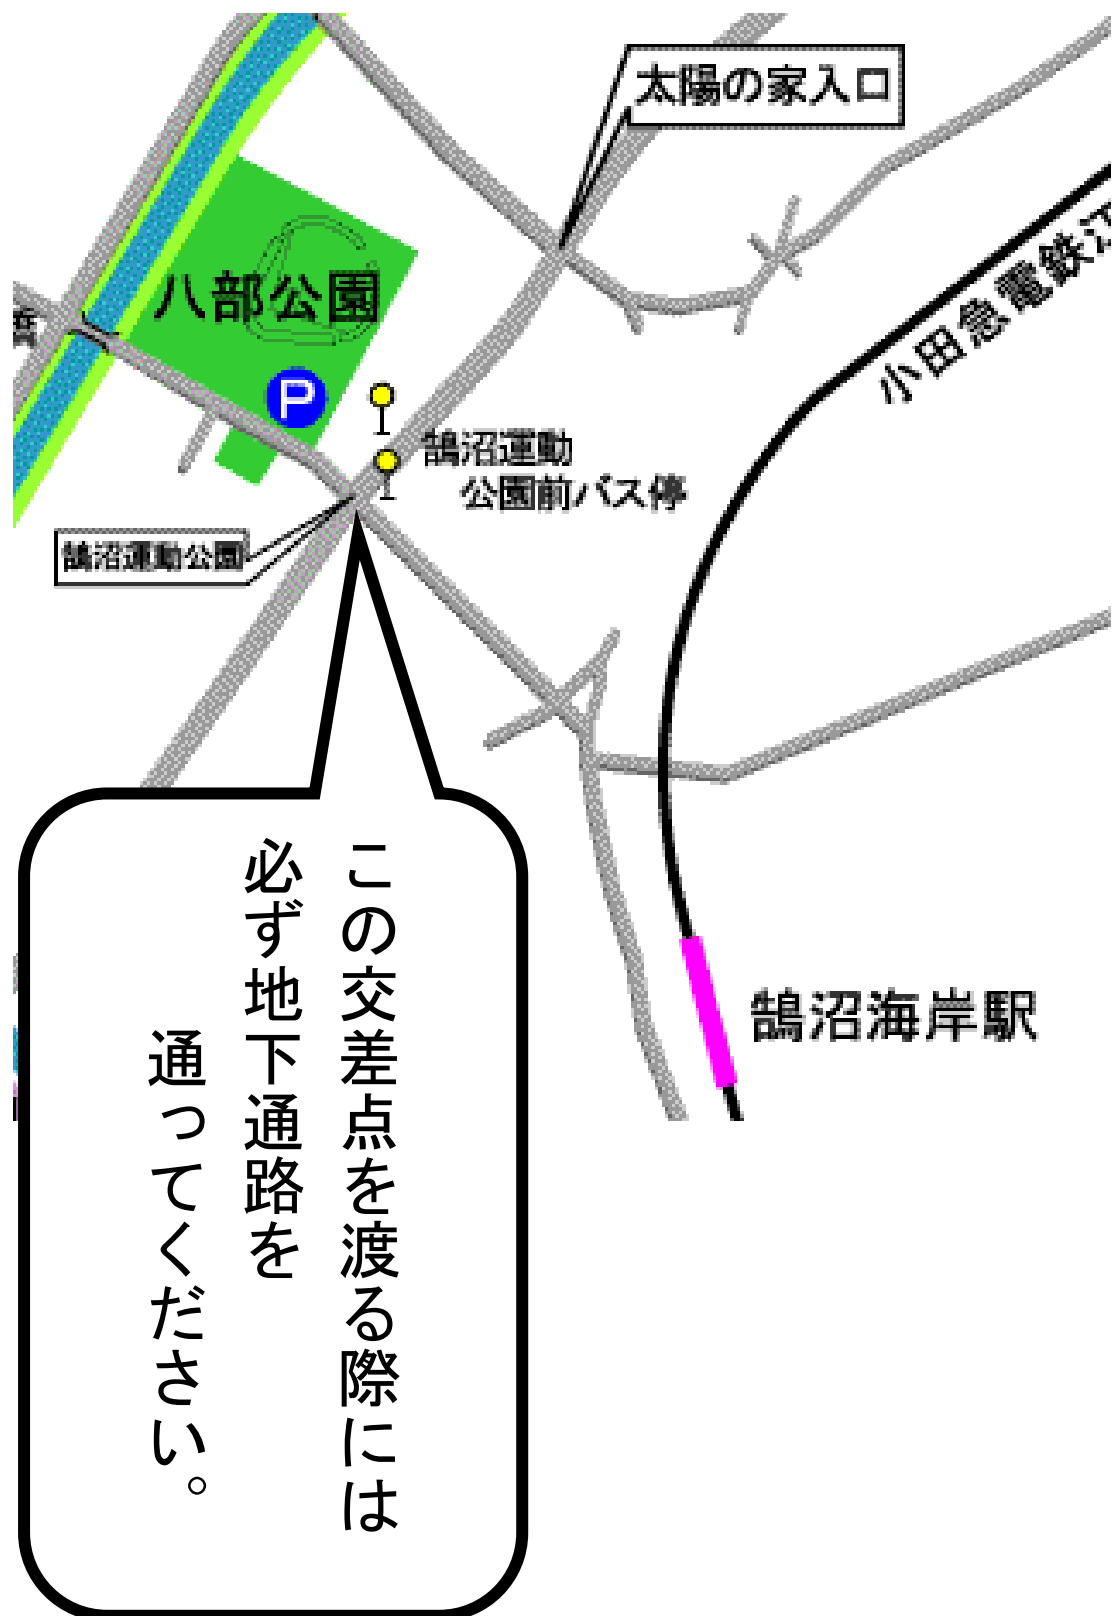 太陽の家入口
小田急電鉄江
八部公園
P
鵠沼運動
公園前バス停
鵠沼運動公園
この交差点を渡る際には
必ず地下通路を
通ってください。
鵠沼海岸駅